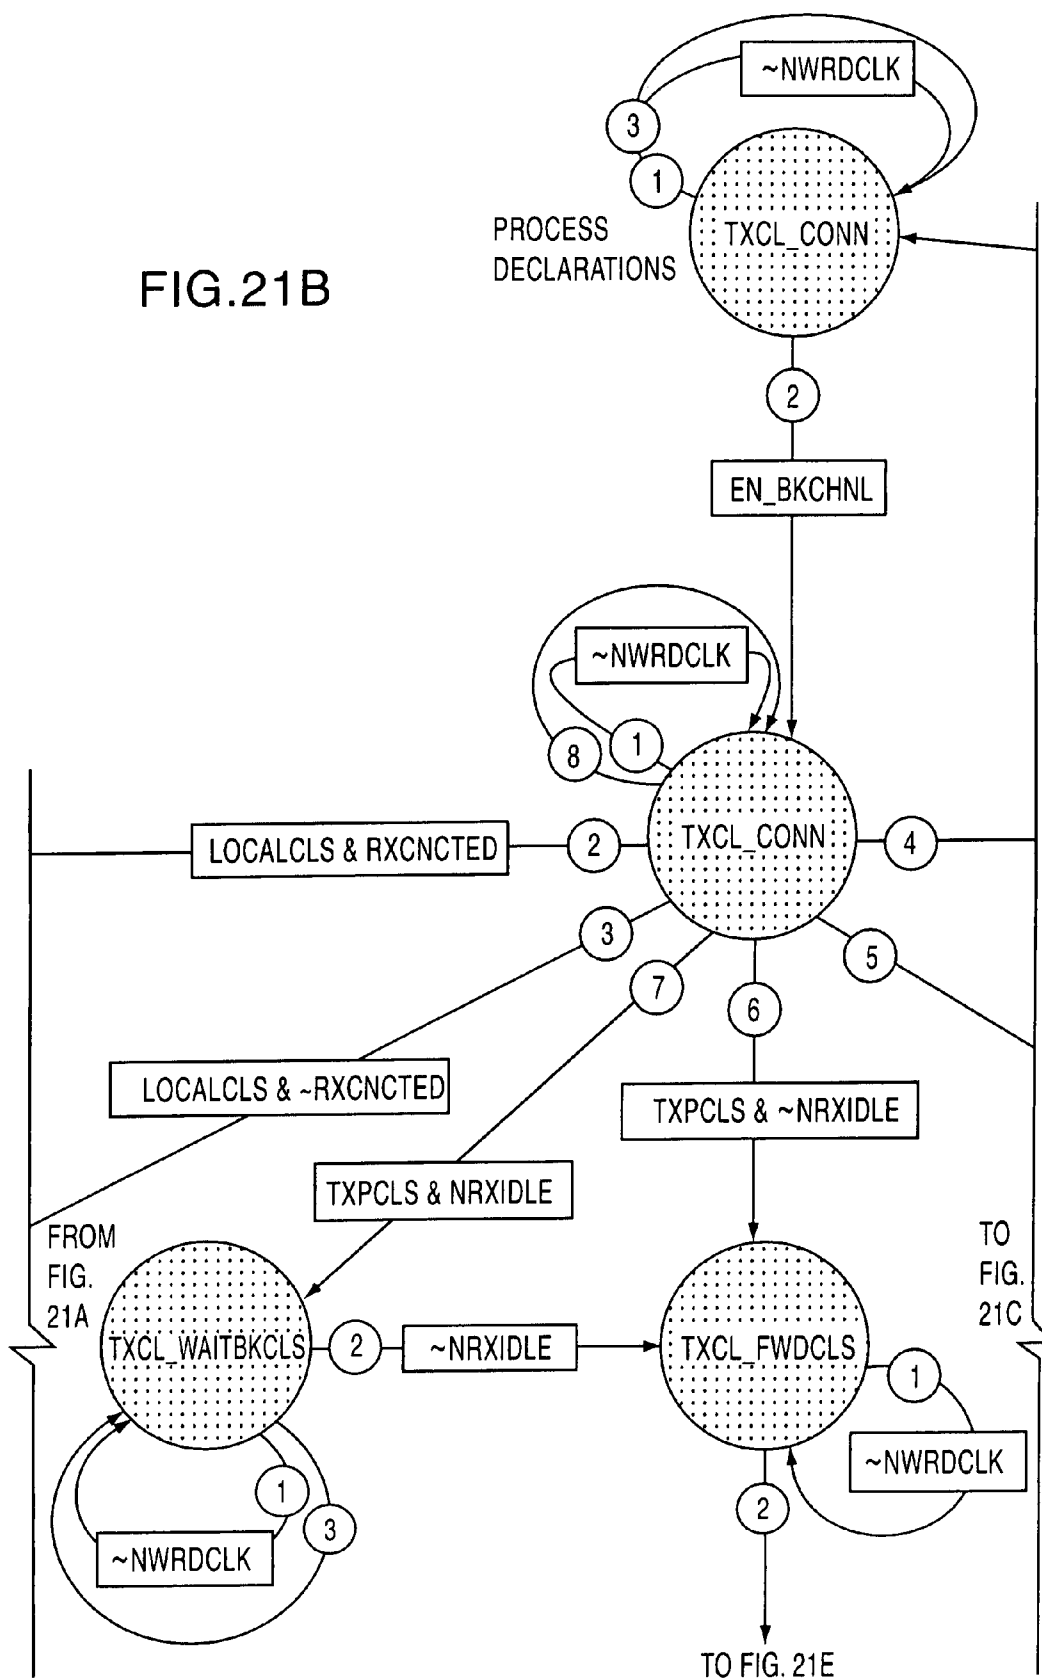 ~NWRDCLK
3
1
PROCESS
DECLARATIONS
TXCL_CONN
FIG.21B
2
EN_BKCHNL
~NWRDCLK
1
8
LOCALCLS & RXCNCTED
2
TXCL_CONN
4
3
5
7
6
LOCALCLS & ~RXCNCTED
TXPCLS & ~NRXIDLE
TXPCLS & NRXIDLE
FROM
FIG.
21A
TO
FIG.
21C
TXCL_WAITBKCLS
2
~NRXIDLE
TXCL_FWDCLS
1
~NWRDCLK
1
3
2
~NWRDCLK
TO FIG. 21E